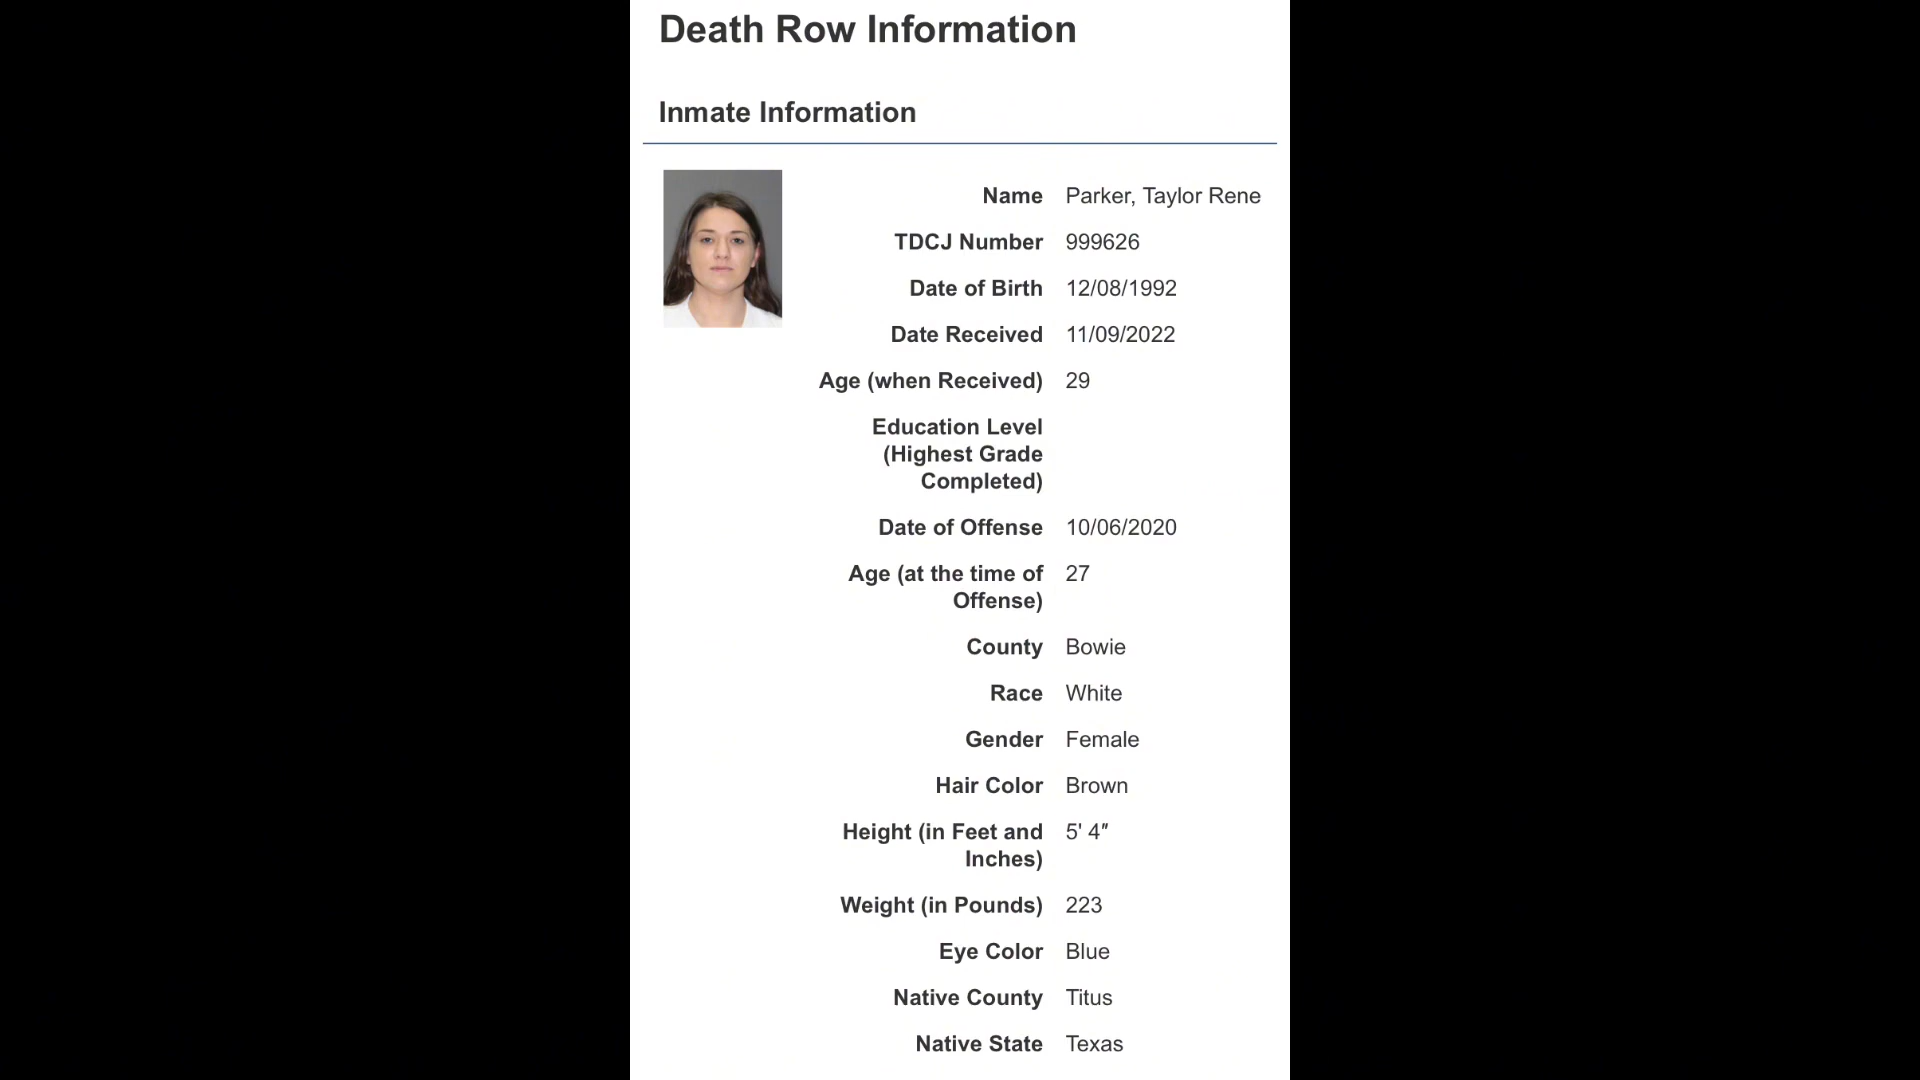 Death Row Information
Inmate Information
Name Parker, Taylor Rene
TDCJ Number 999626
Date of Birth 12/08/1992
Date Received 11/09/2022
Age (when Received) 29
Education Level
(Highest Grade
Completed)
Date of Offense 10/06/2020
Age (at the time of 27
Offense)
County Bowie
Race White
Gender Female
Hair Color Brown
Height (in Feet and 5' 4″
Inches)
Weight (in Pounds) 223
Eye Color Blue
Native County Titus
Native State Texas